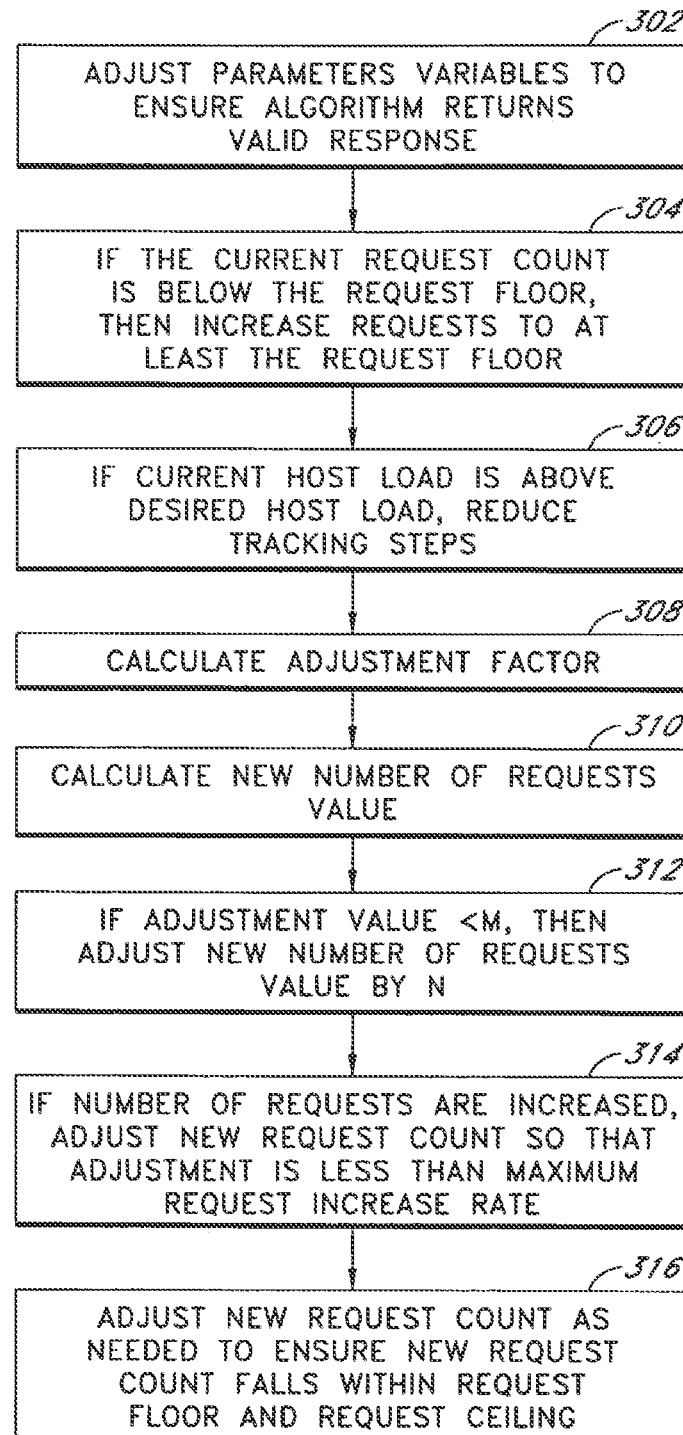 302
ADJUST PARAMETERS VARIABLES TO
ENSURE ALGORITHM RETURNS
VALID RESPONSE
304
IF THE CURRENT REQUEST COUNT
IS BELOW THE REQUEST FLOOR,
THEN INCREASE REQUESTS TO AT
LEAST THE REQUEST FLOOR
306
IF CURRENT HOST LOAD IS ABOVE
DESIRED HOST LOAD, REDUCE
TRACKING STEPS
308
CALCULATE ADJUSTMENT FACTOR
310
CALCULATE NEW NUMBER OF REQUESTS
VALUE
312
IF ADJUSTMENT VALUE <M, THEN
ADJUST NEW NUMBER OF REQUESTS
VALUE BY N
314
IF NUMBER OF REQUESTS ARE INCREASED,
ADJUST NEW REQUEST COUNT SO THAT
ADJUSTMENT IS LESS THAN MAXIMUM
REQUEST INCREASE RATE
316
ADJUST NEW REQUEST COUNT AS
NEEDED TO ENSURE NEW REQUEST
COUNT FALLS WITHIN REQUEST
FLOOR AND REQUEST CEILING